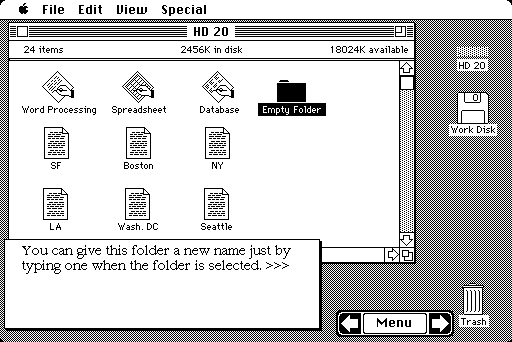 File Edit View Special
HD 20
24 items 2456K in disk 18024K available
Word Processing Spreadsheet Database Empty Folder
SF Boston NY
LA Wash. DC Seattle
You can give this folder a new name just by
typing one when the folder is selected. >>>
HD 20
Work Disk
Trash
Menu